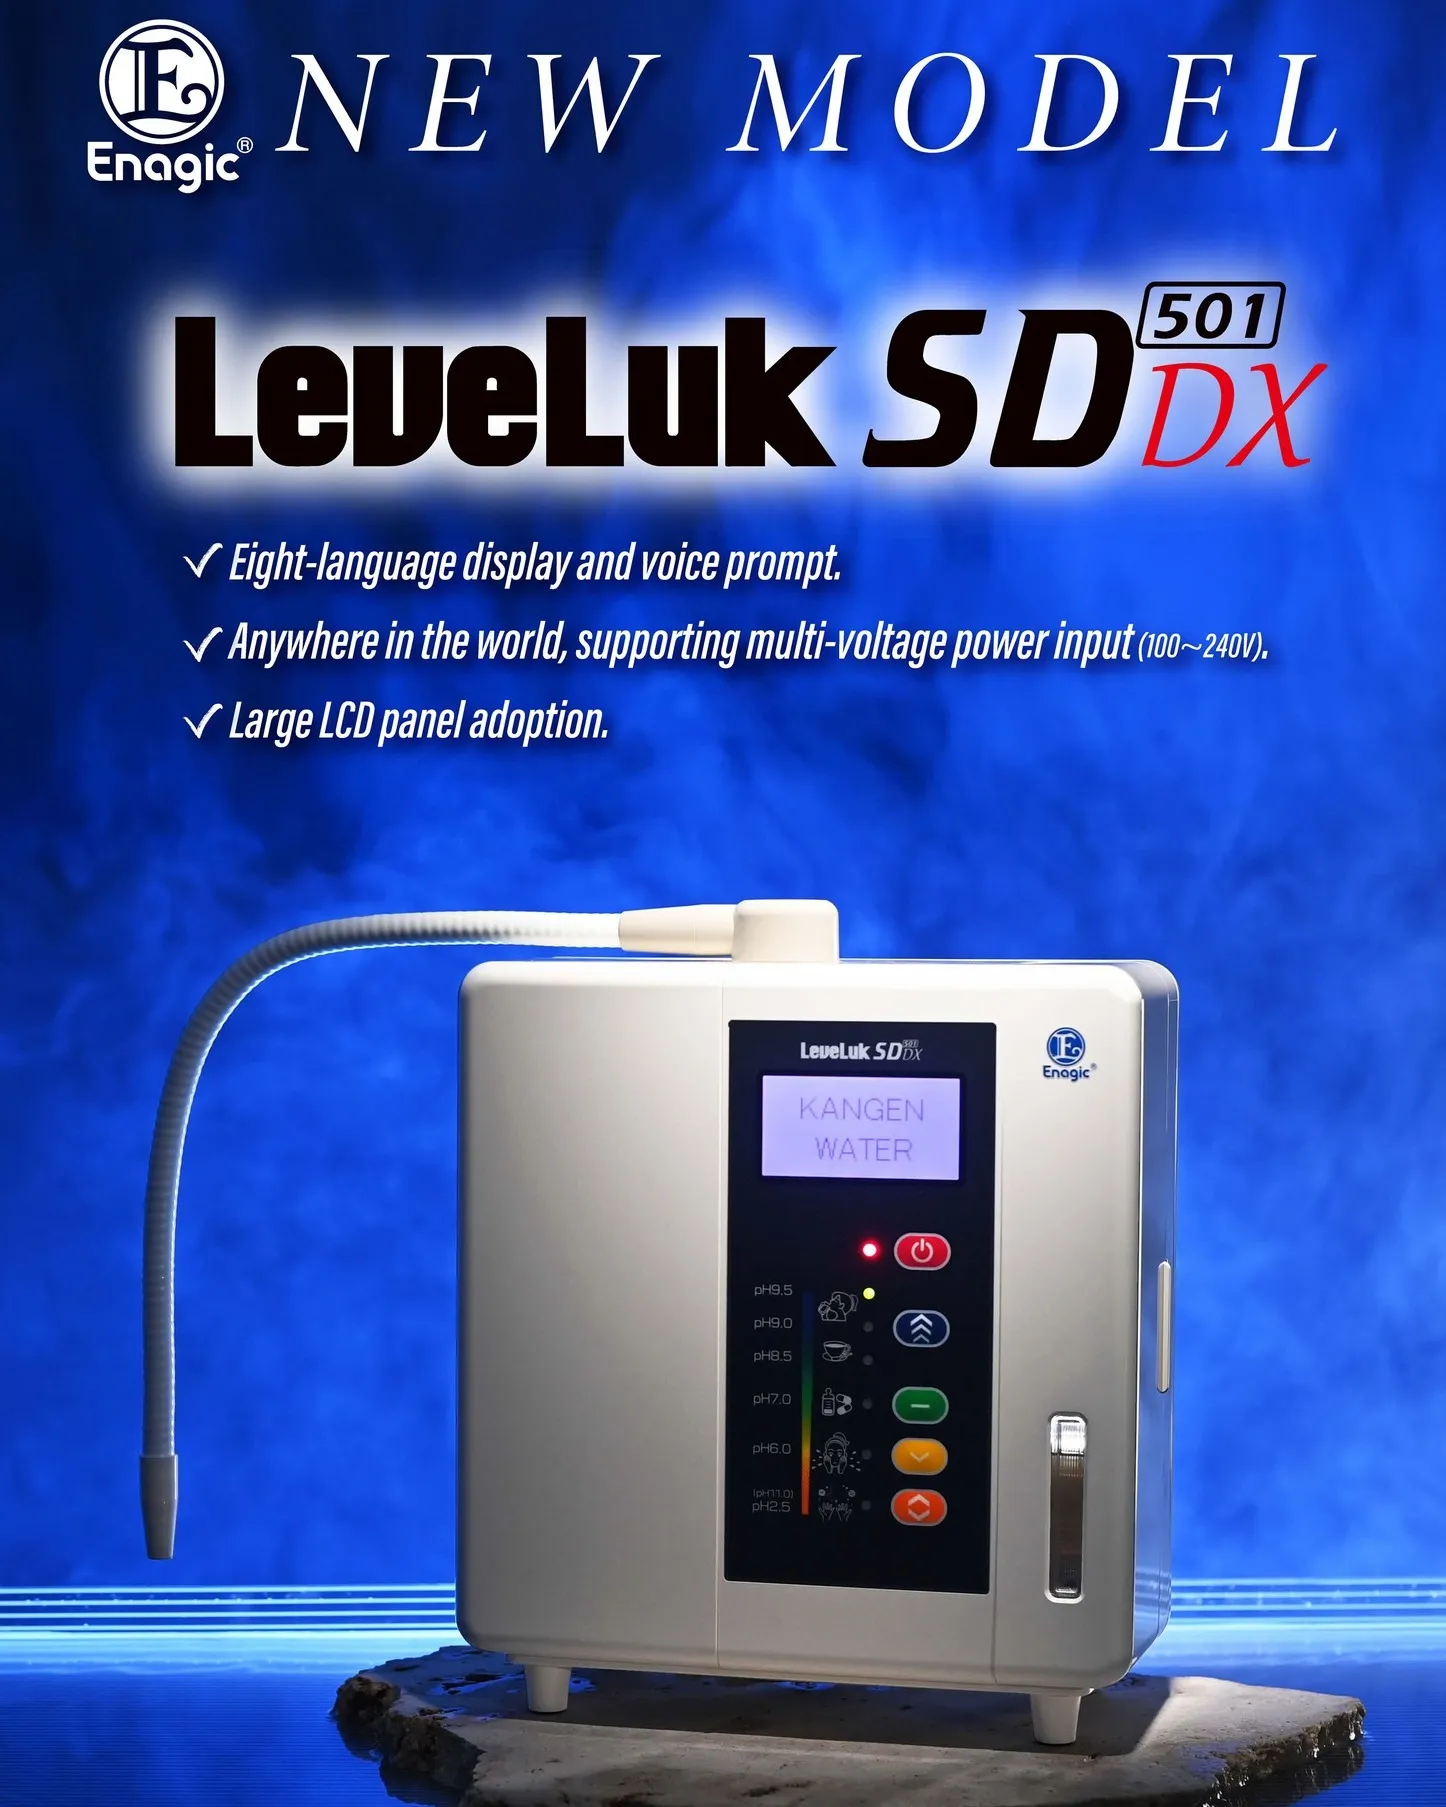 E
Enagic®
NEW MODEL
LeveLuk SD 501 DX
Eight-language display and voice prompt.
Anywhere in the world, supporting multi-voltage power input (100～240V).
Large LCD panel adoption.
LeveLuk SD 501 DX
KANGEN
WATER
E
Enagic®
pH9.5
pH9.0
pH8.5
pH7.0
pH6.0
(pH11.0)
pH2.5